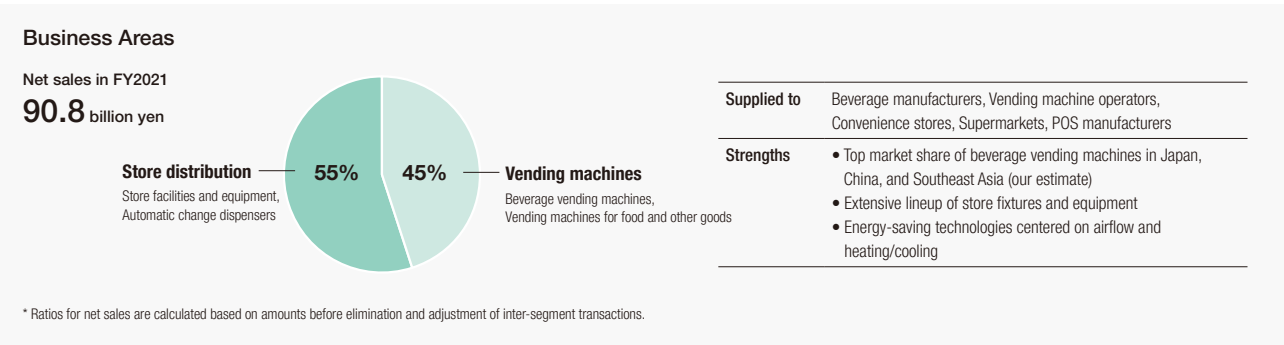 Business Areas
Net sales in FY2021
90.8 billion yen
Store distribution
Store facilities and equipment,
Automatic change dispensers
55%
45%
Vending machines
Beverage vending machines,
Vending machines for food and other goods
Supplied to
Beverage manufacturers, Vending machine operators,
Convenience stores, Supermarkets, POS manufacturers
Strengths
• Top market share of beverage vending machines in Japan,
China, and Southeast Asia (our estimate)
• Extensive lineup of store fixtures and equipment
• Energy-saving technologies centered on airflow and
heating/cooling
* Ratios for net sales are calculated based on amounts before elimination and adjustment of inter-segment transactions.